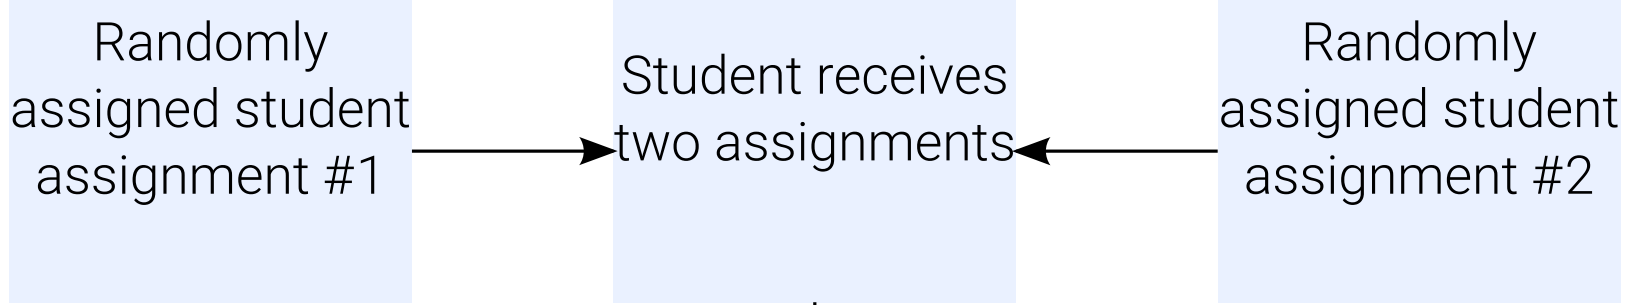 Randomly
assigned student
assignment #1
Student receives
two assignments
Randomly
assigned student
assignment #2